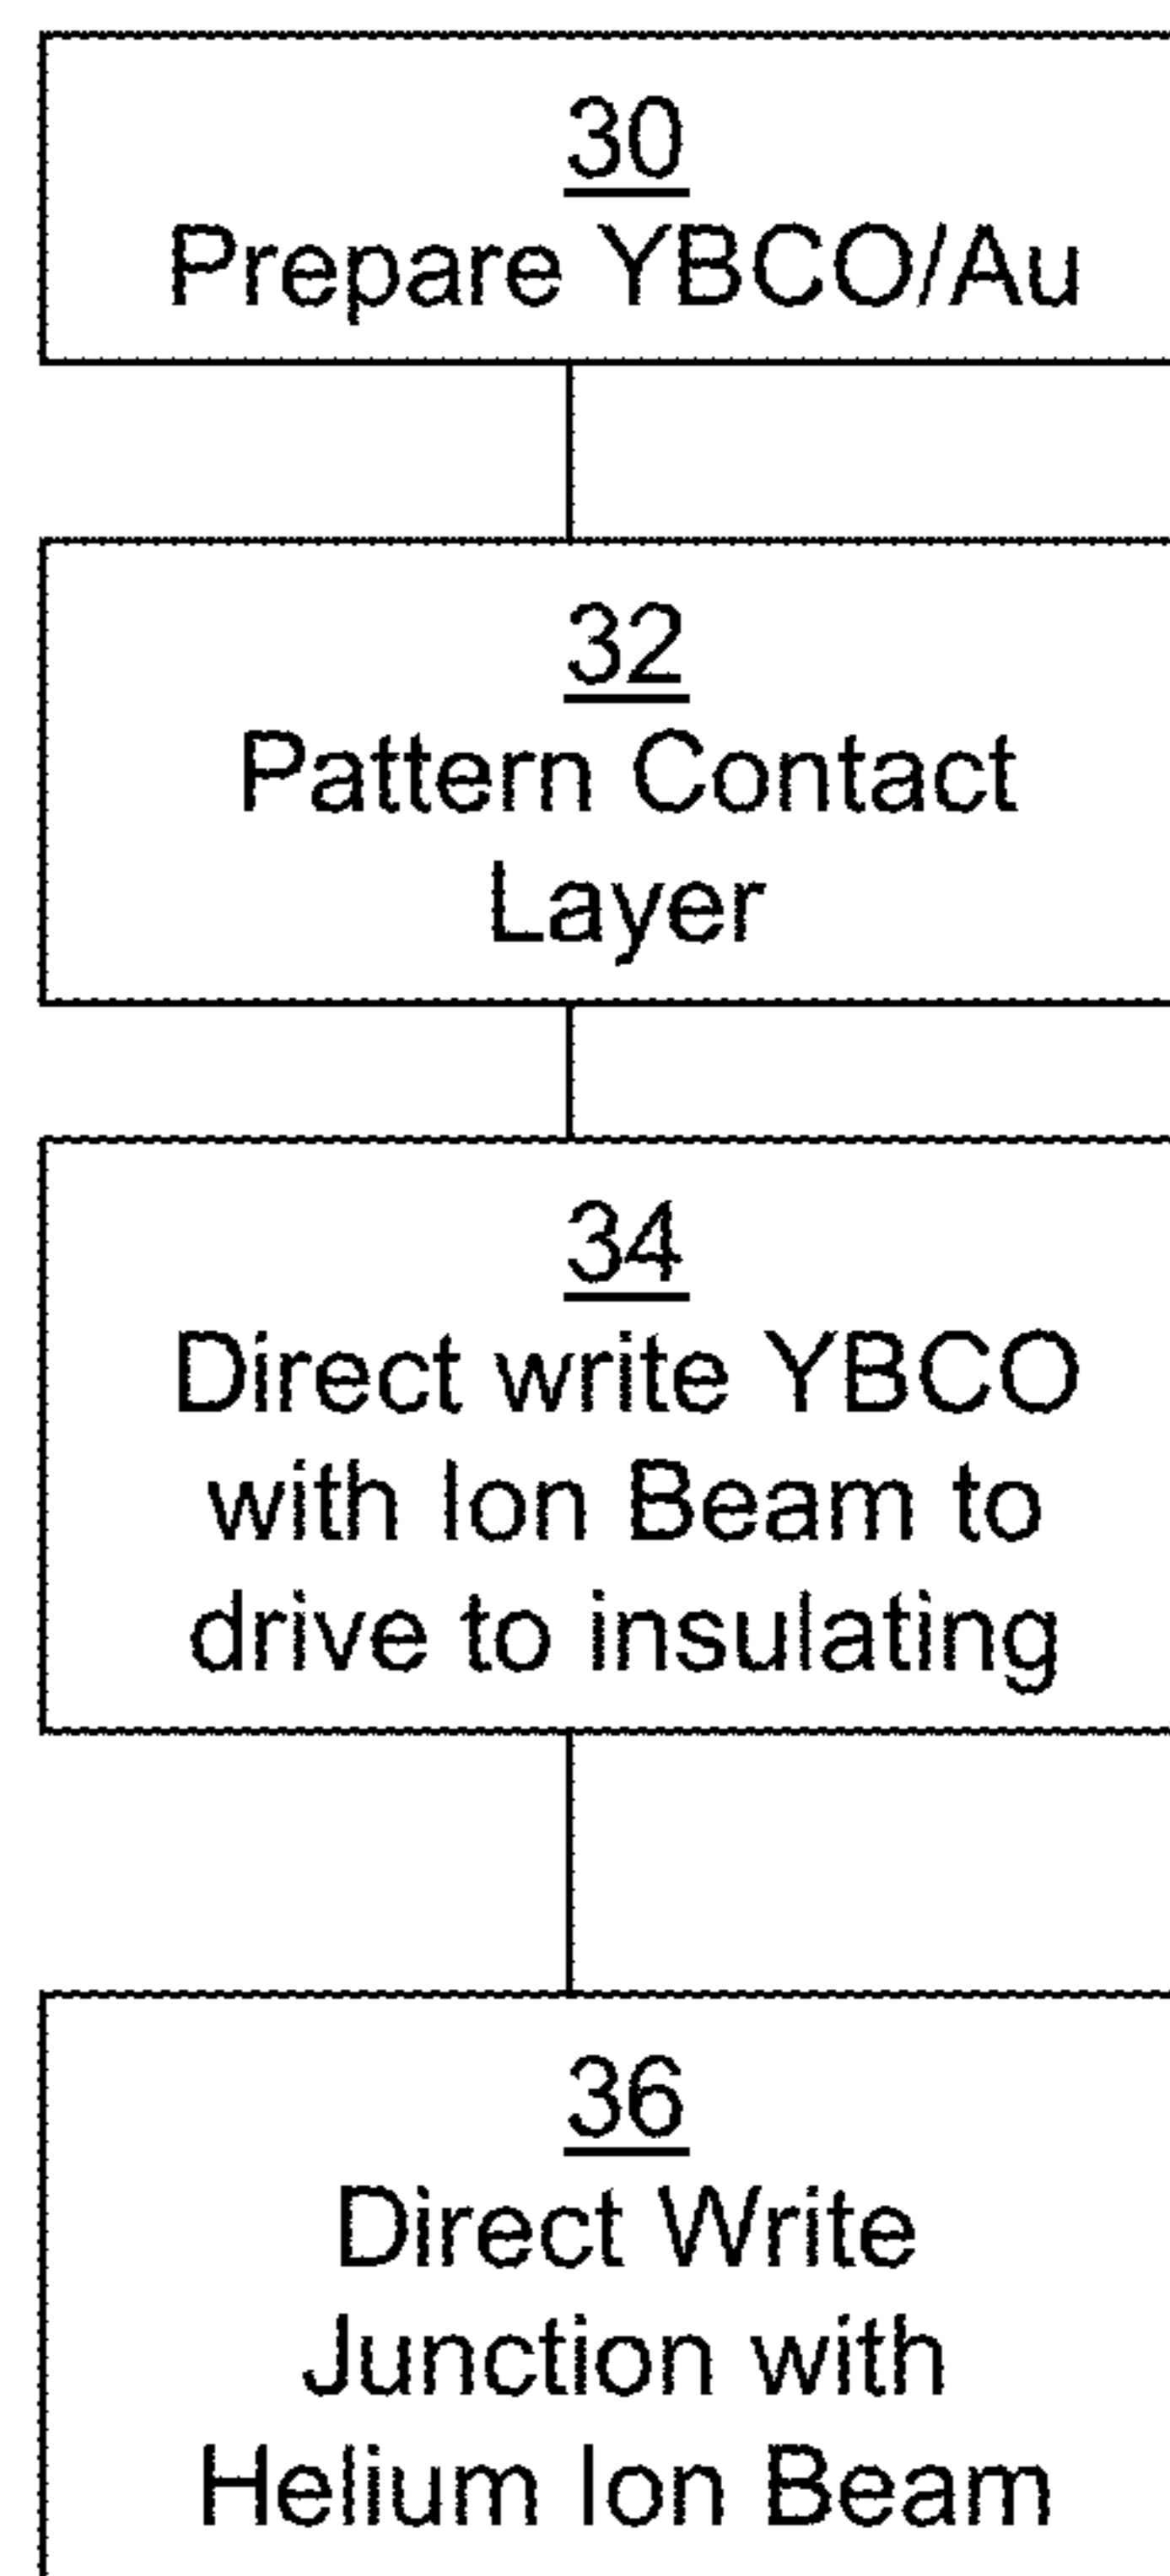 30
Prepare YBCO/Au
32
Pattern Contact
Layer
34
Direct write YBCO
with Ion Beam to
drive to insulating
36
Direct Write
Junction with
Helium Ion Beam